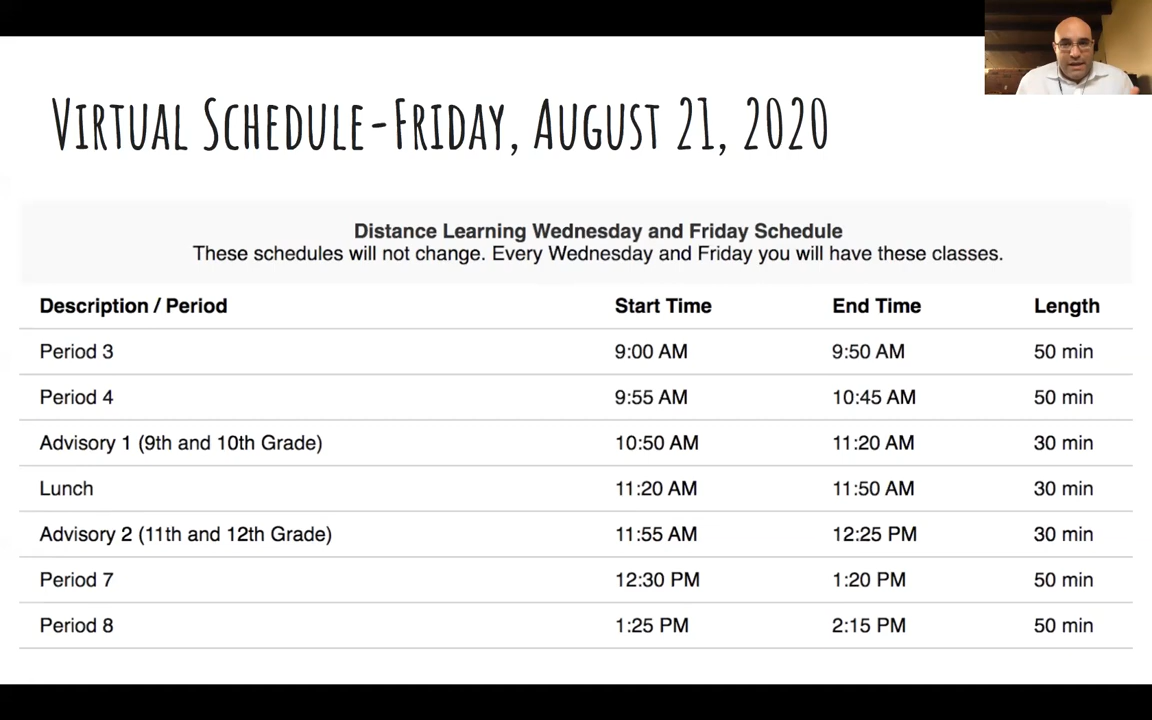 Virtual Schedule-Friday, August 21, 2020
Distance Learning Wednesday and Friday Schedule
These schedules will not change. Every Wednesday and Friday you will have these classes.
Description / Period Start Time End Time Length
Period 3 9:00 AM 9:50 AM 50 min
Period 4 9:55 AM 10:45 AM 50 min
Advisory 1 (9th and 10th Grade) 10:50 AM 11:20 AM 30 min
Lunch 11:20 AM 11:50 AM 30 min
Advisory 2 (11th and 12th Grade) 11:55 AM 12:25 PM 30 min
Period 7 12:30 PM 1:20 PM 50 min
Period 8 1:25 PM 2:15 PM 50 min